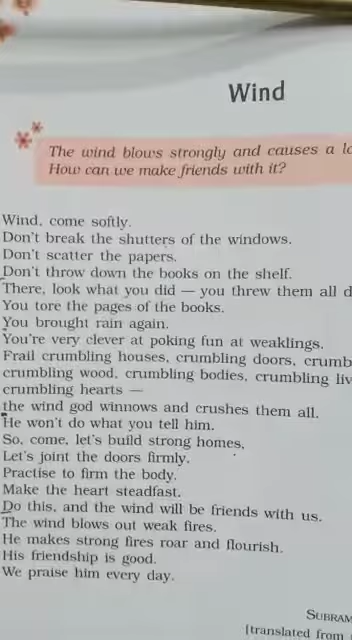 Wind
The wind blows strongly and causes a
How can we make friends with it?
Wind, come softly.
Don't break the shutters of the windows.
Don't scatter the papers.
Don't throw down the books on the shelf.
There, look what you did — you threw them all
You tore the pages of the books.
You brought rain again.
You're very clever at poking fun at weaklings.
Frail crumbling houses, crumbling doors, crumb
crumbling wood, crumbling bodies, crumbling liv
crumbling hearts —
the wind god winnows and crushes them all.
He won't do what you tell him.
So, come, let's build strong homes,
Let's joint the doors firmly.
Practise to firm the body.
Make the heart steadfast.
Do this, and the wind will be friends with us.
The wind blows out weak fires.
He makes strong fires roar and flourish.
His friendship is good.
We praise him every day.
SUBRAM
[translated from